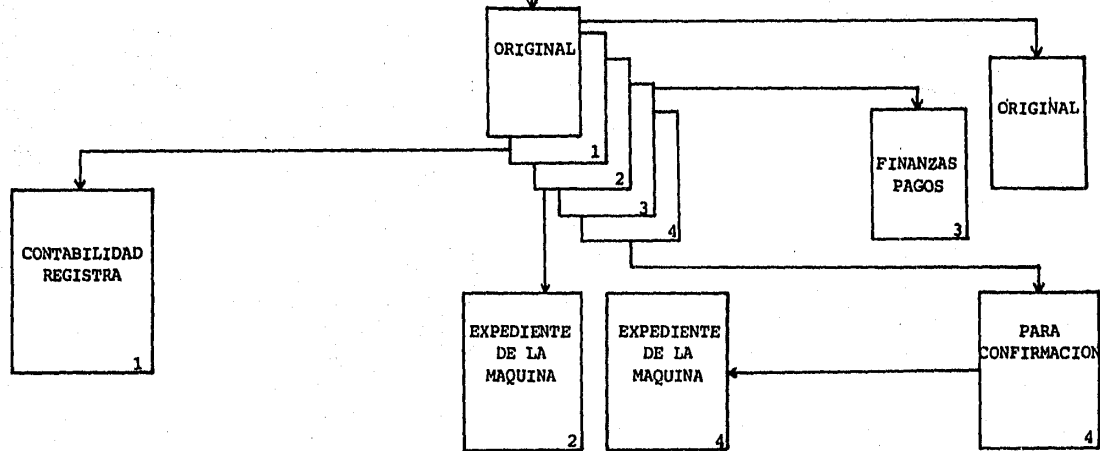 ORIGINAL
1
2
3
4
ORIGINAL
FINANZAS
PAGOS
3
CONTABILIDAD
REGISTRA
1
EXPEDIENTE
DE LA
MAQUINA
2
EXPEDIENTE
DE LA
MAQUINA
4
PARA
CONFIRMACION
4